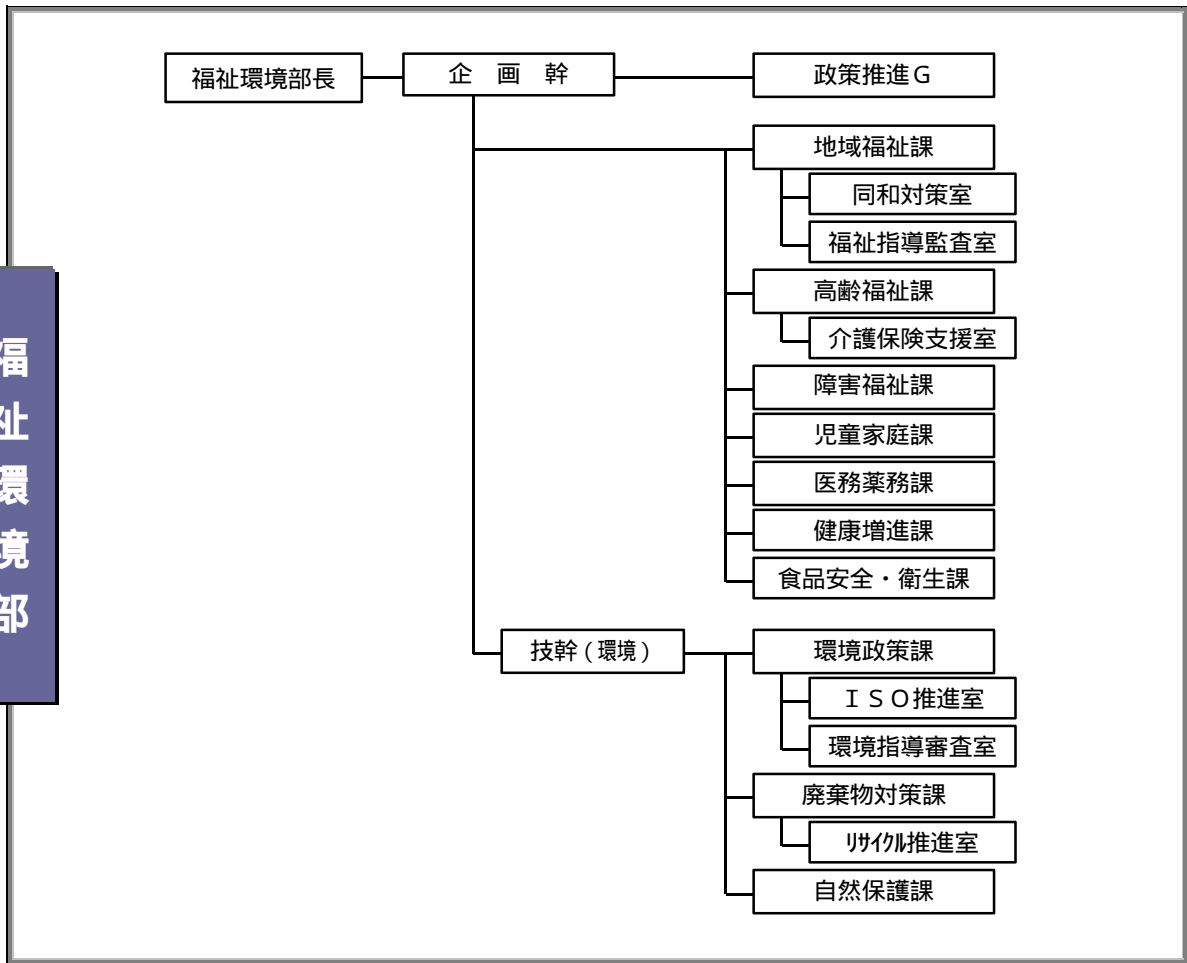 福祉環境部
福祉環境部長
企　画　幹
政策推進Ｇ
地域福祉課
同和対策室
福祉指導監査室
高齢福祉課
介護保険支援室
障害福祉課
児童家庭課
医務薬務課
健康増進課
食品安全・衛生課
技幹（環境）
環境政策課
ＩＳＯ推進室
環境指導審査室
廃棄物対策課
ﾘｻｲｸﾙ推進室
自然保護課